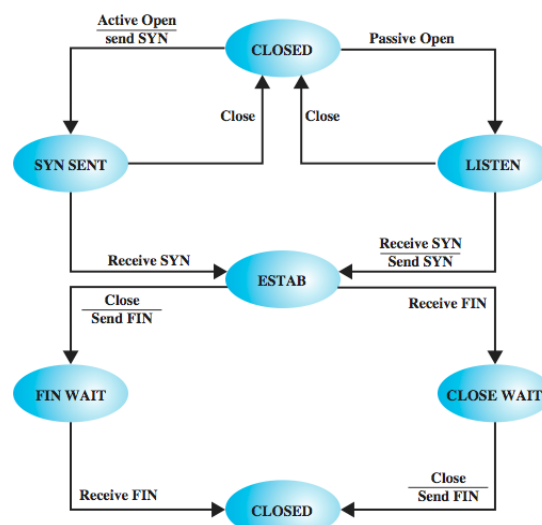 Active Open
send SYN
CLOSED
Passive Open
Close
Close
SYN SENT
LISTEN
Receive SYN
Receive SYN
Send SYN
ESTAB
Close
Send FIN
Receive FIN
FIN WAIT
CLOSE WAIT
Receive FIN
Close
Send FIN
CLOSED